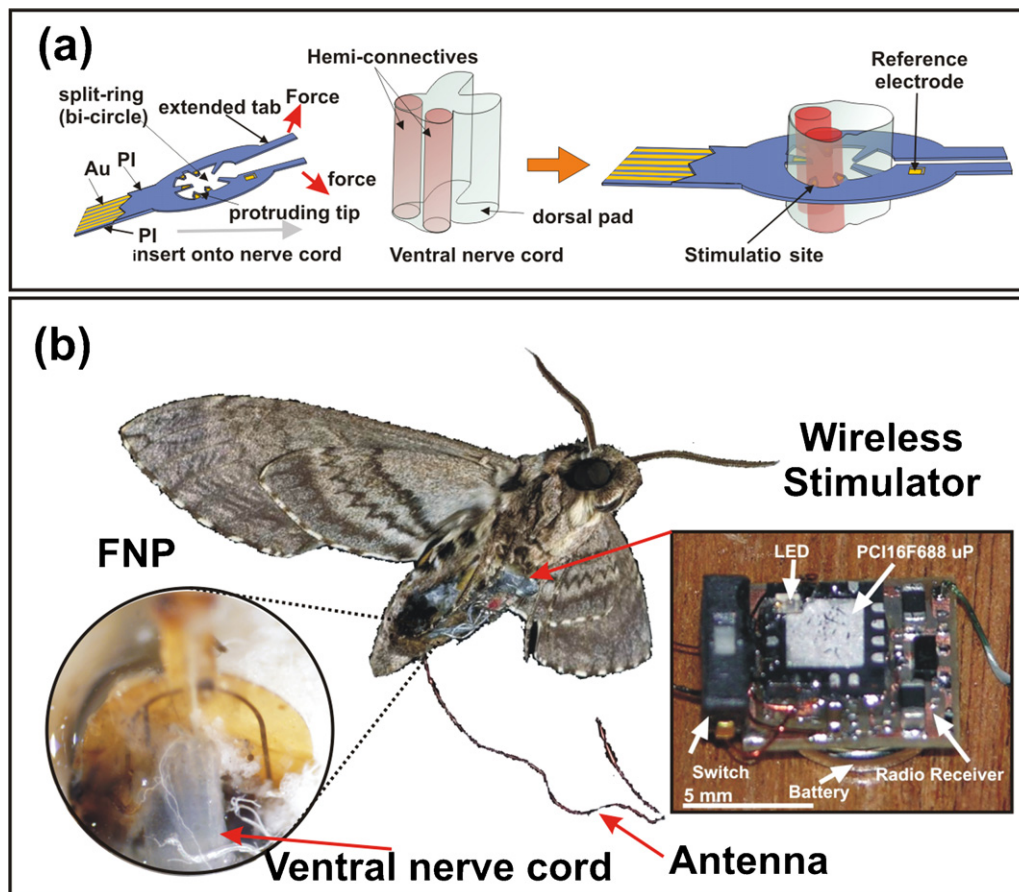 (a)
split-ring
(bi-circle)
extended tab
Force
Au
PI
force
protruding tip
PI
insert onto nerve cord
Hemi-connectives
dorsal pad
Ventral nerve cord
Reference
electrode
Stimulatio site
(b)
FNP
Wireless
Stimulator
LED
PCI16F688 uP
Switch
Battery
Radio Receiver
5 mm
Ventral nerve cord
Antenna